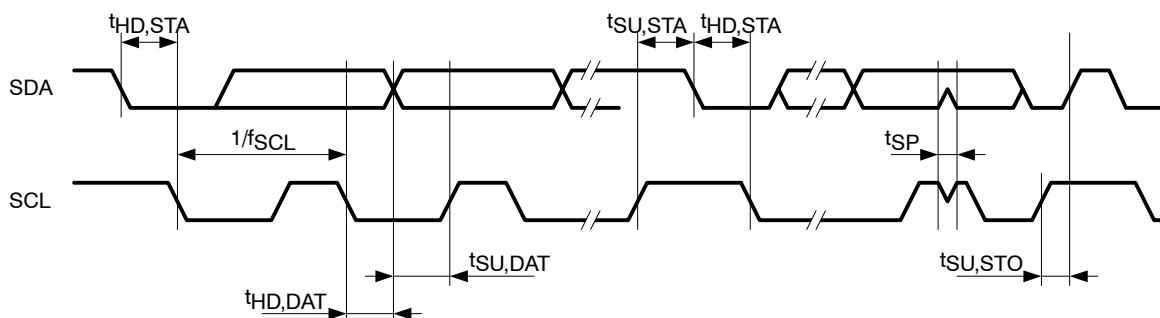 tHD,STA
tSU,STA
tHD,STA
SDA
1/fSCL
tSP
SCL
tSU,DAT
tSU,STO
tHD,DAT